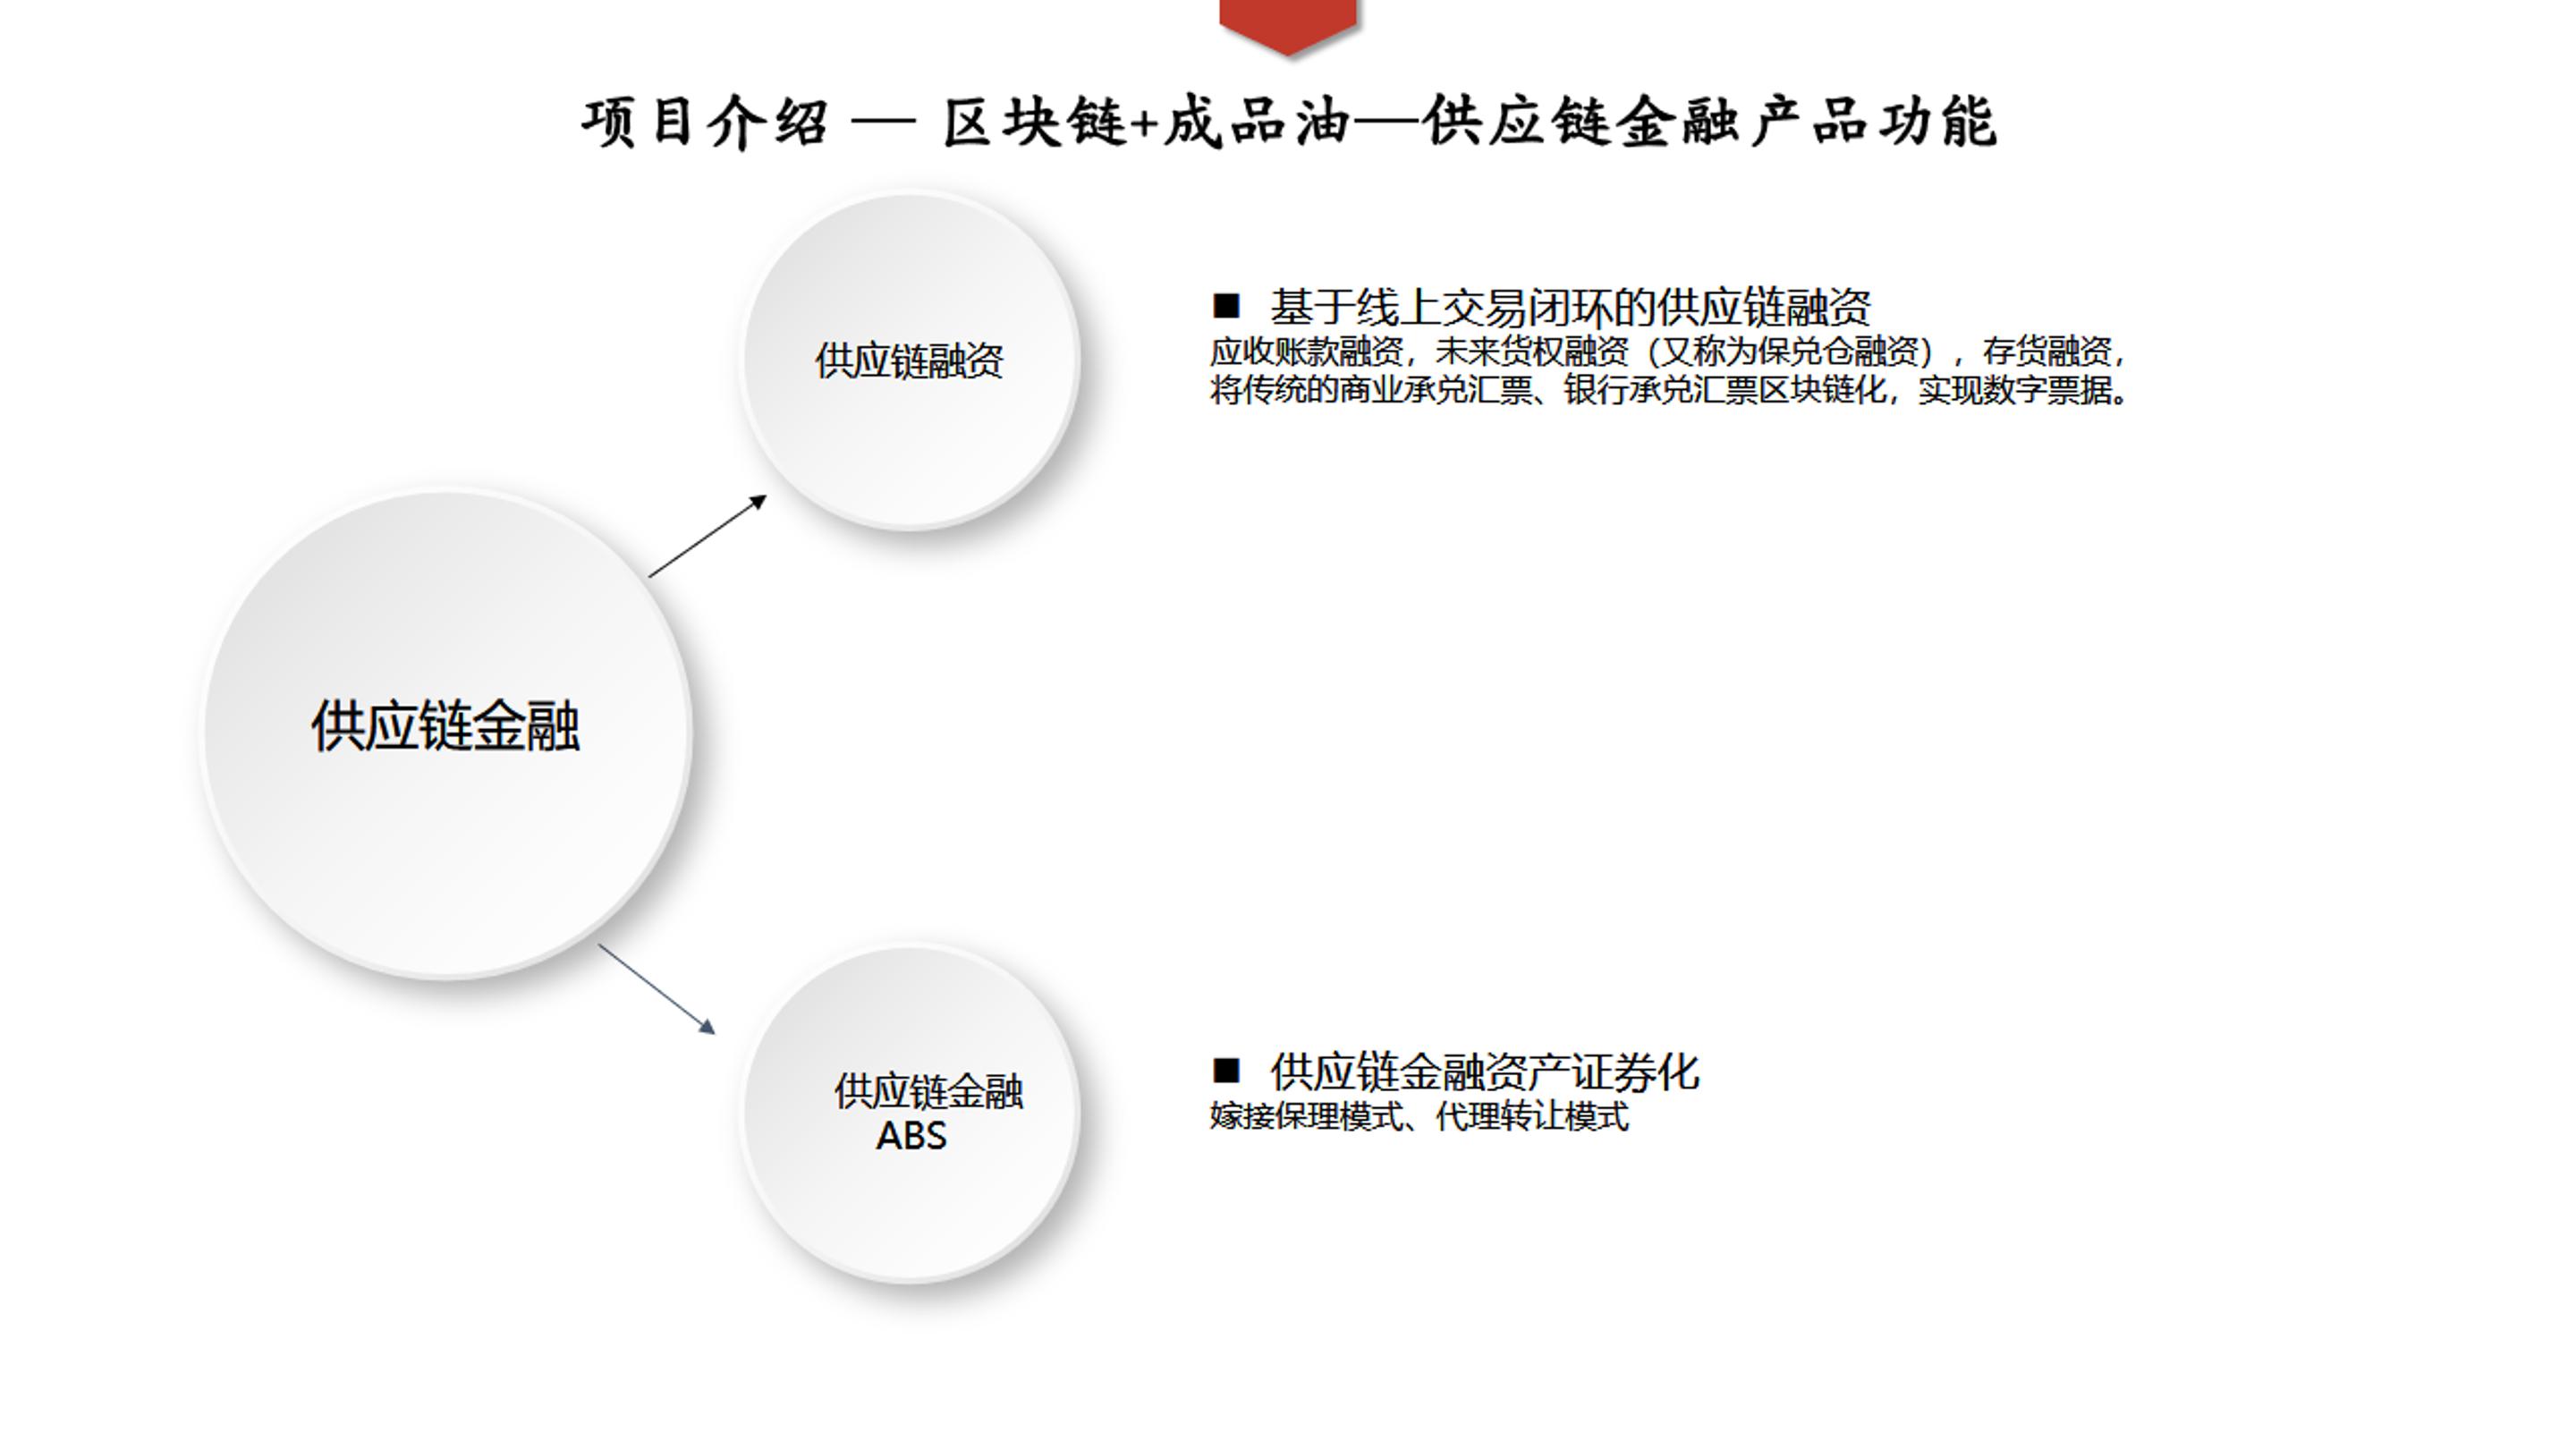 项目介绍 — 区块链+成品油—供应链金融产品功能
供应链融资
■ 基于线上交易闭环的供应链融资
应收账款融资，未来货权融资（又称为保兑仓融资），存货融资，
将传统的商业承兑汇票、银行承兑汇票区块链化，实现数字票据。
供应链金融
供应链金融
ABS
■ 供应链金融资产证券化
嫁接保理模式、代理转让模式